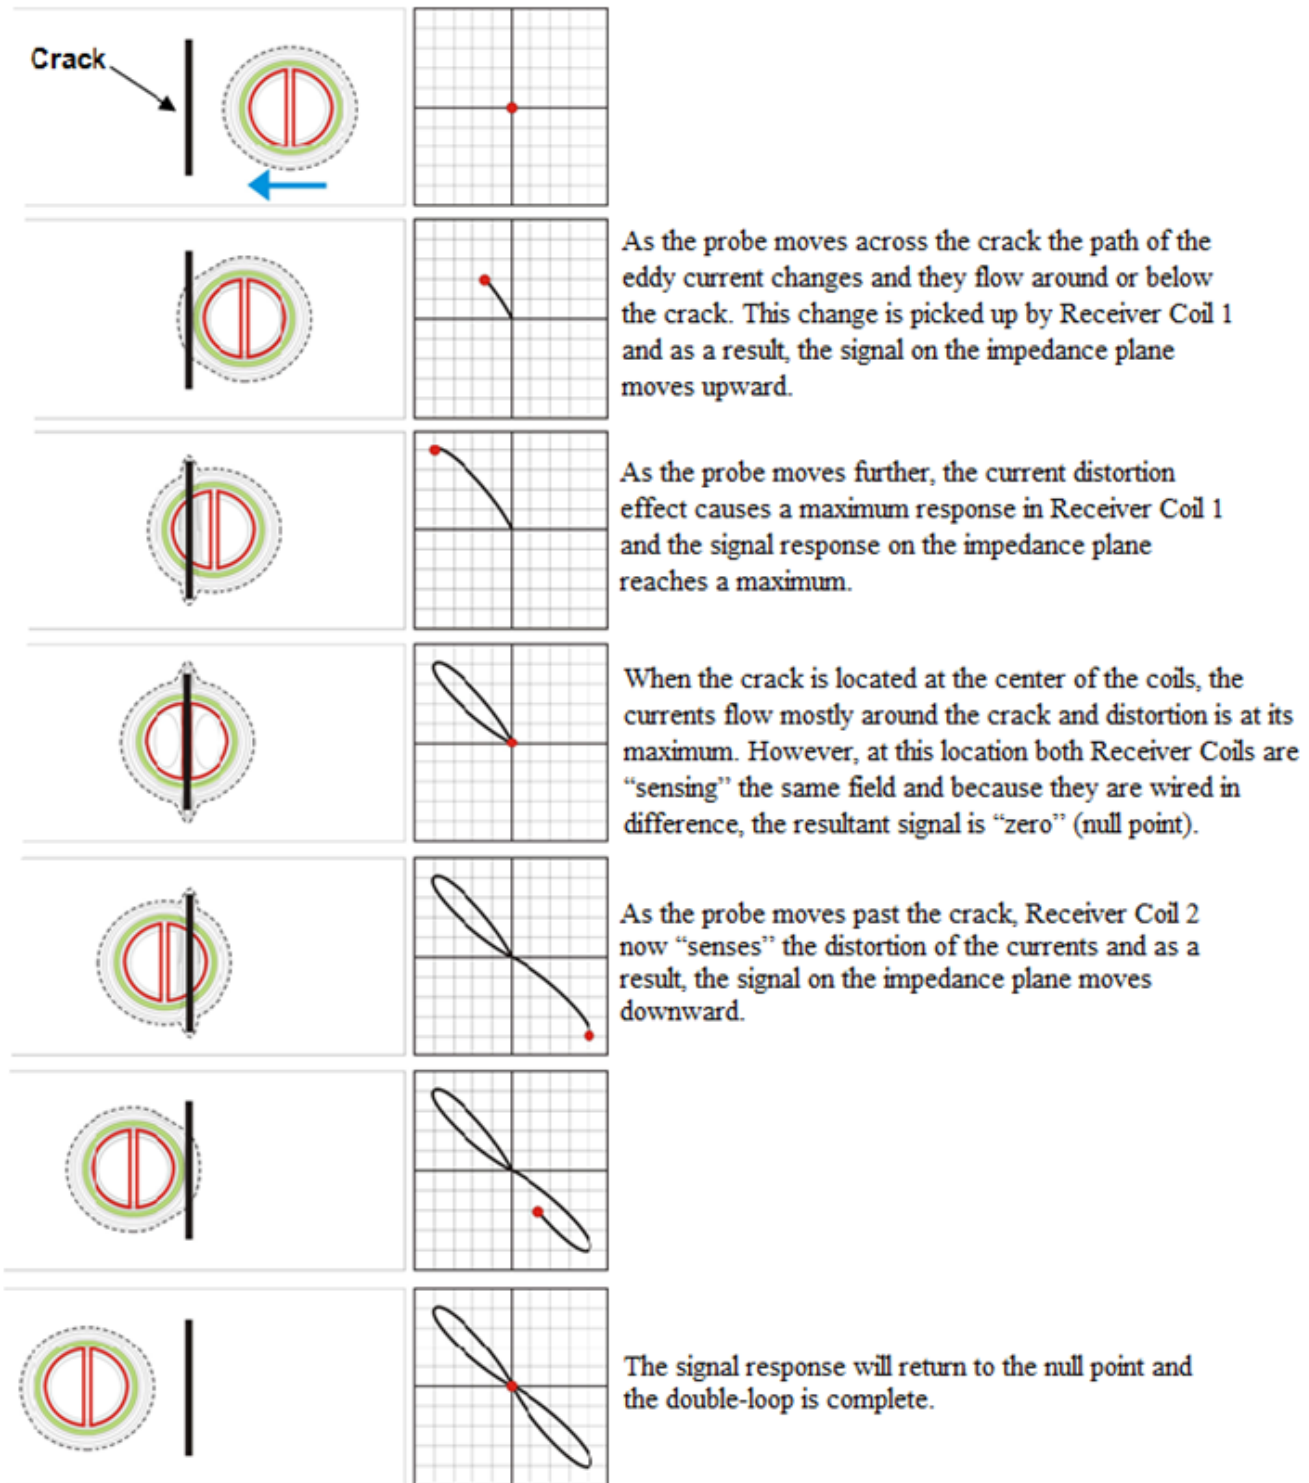 Crack
As the probe moves across the crack the path of the
eddy current changes and they flow around or below
the crack. This change is picked up by Receiver Coil 1
and as a result, the signal on the impedance plane
moves upward.
As the probe moves further, the current distortion
effect causes a maximum response in Receiver Coil 1
and the signal response on the impedance plane
reaches a maximum.
When the crack is located at the center of the coils, the
currents flow mostly around the crack and distortion is at its
maximum. However, at this location both Receiver Coils are
“sensing” the same field and because they are wired in
difference, the resultant signal is “zero” (null point).
As the probe moves past the crack, Receiver Coil 2
now “senses” the distortion of the currents and as a
result, the signal on the impedance plane moves
downward.
The signal response will return to the null point and
the double-loop is complete.